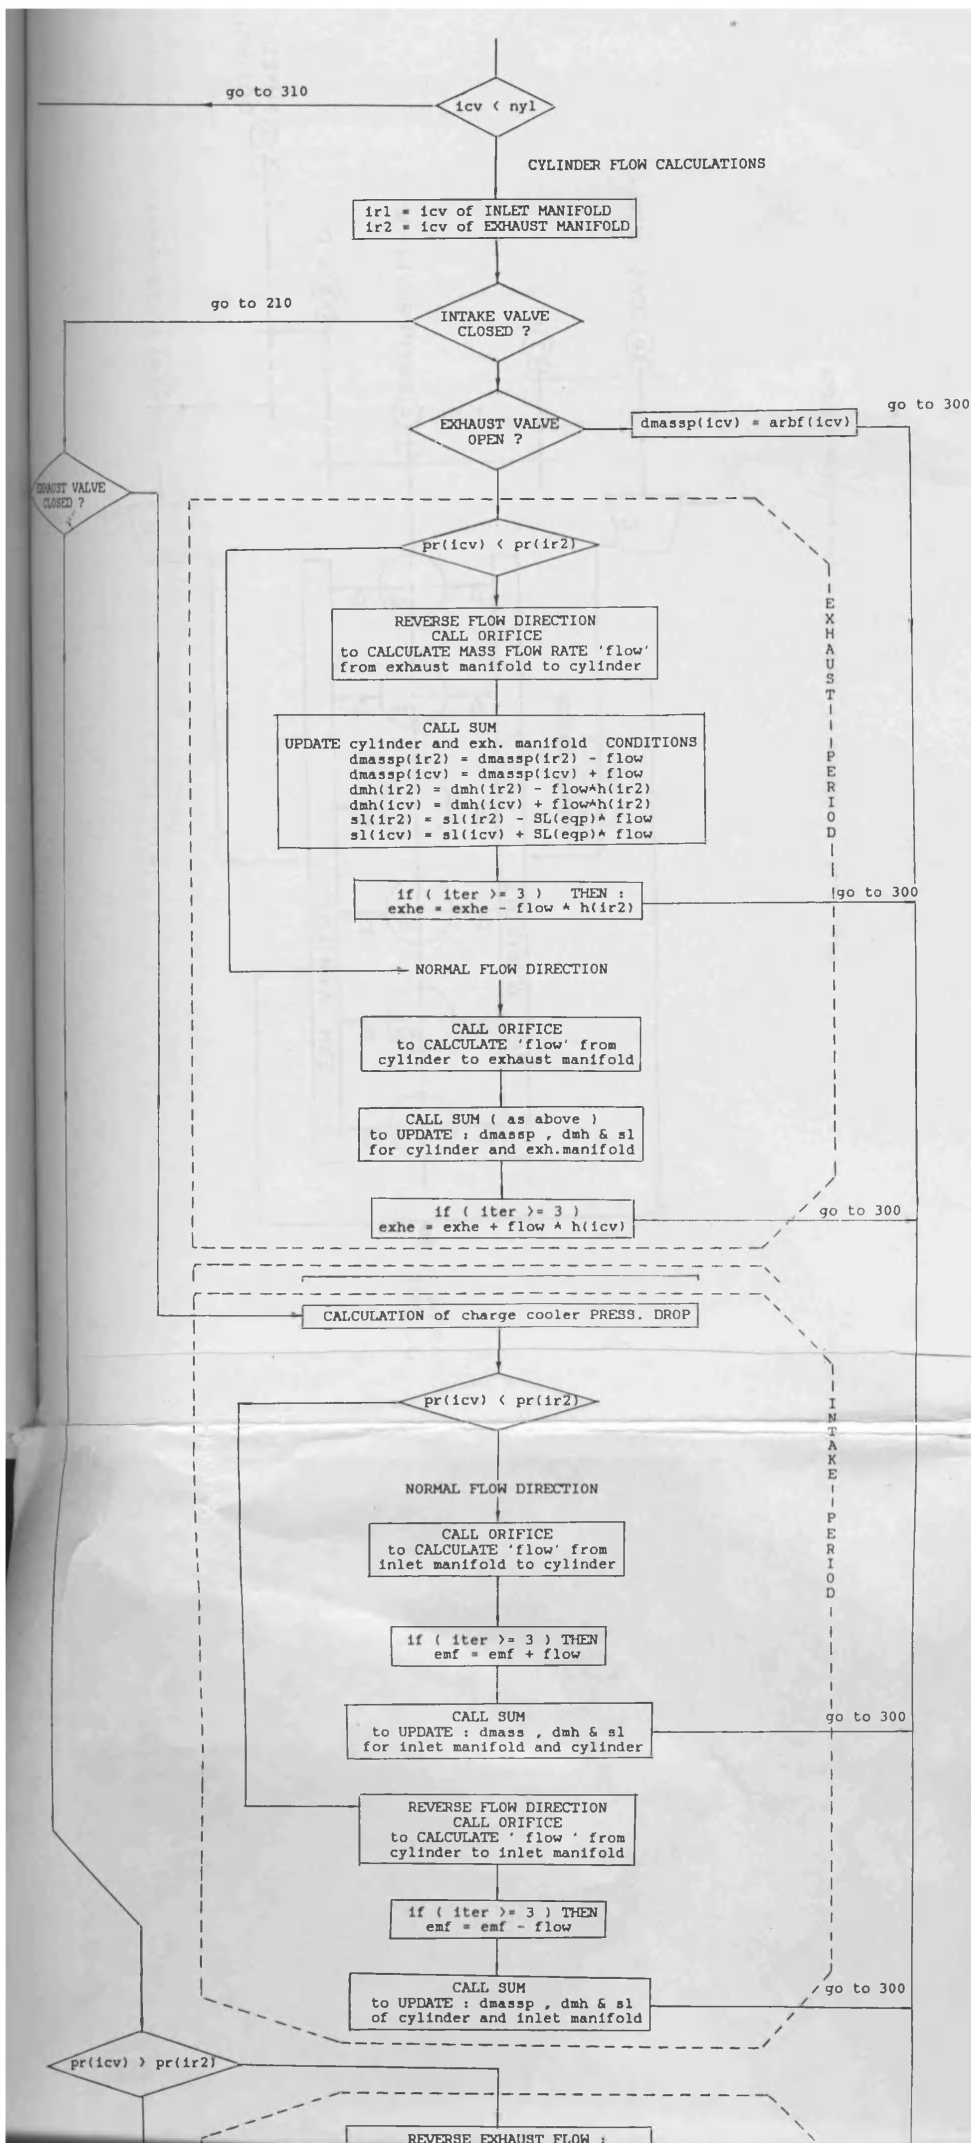 go to 310
icv < nyl
CYLINDER FLOW CALCULATIONS
ir1 = icv of INLET MANIFOLD
ir2 = icv of EXHAUST MANIFOLD
go to 210
INTAKE VALVE
CLOSED ?
EXHAUST VALVE
OPEN ?
dmassp(icv) = arbf(icv)
go to 300
EXHAUST VALVE
CLOSED ?
pr(icv) < pr(ir2)
EXHAUST PERIOD
REVERSE FLOW DIRECTION
CALL ORIFICE
to CALCULATE MASS FLOW RATE 'flow'
from exhaust manifold to cylinder
CALL SUM
UPDATE cylinder and exh. manifold CONDITIONS
dmassp(ir2) = dmassp(ir2) - flow
dmassp(icv) = dmassp(icv) + flow
dmh(ir2) = dmh(ir2) - flow*h(ir2)
dmh(icv) = dmh(icv) + flow*h(ir2)
sl(ir2) = sl(ir2) - SL(eqp)* flow
sl(icv) = sl(icv) + SL(eqp)* flow
if ( iter >= 3 ) THEN :
exhe = exhe - flow * h(ir2)
go to 300
NORMAL FLOW DIRECTION
CALL ORIFICE
to CALCULATE 'flow' from
cylinder to exhaust manifold
CALL SUM ( as above )
to UPDATE : dmassp , dmh & sl
for cylinder and exh.manifold
if ( iter >= 3 )
exhe = exhe + flow * h(icv)
go to 300
CALCULATION of charge cooler PRESS. DROP
pr(icv) < pr(ir2)
INTAKE PERIOD
NORMAL FLOW DIRECTION
CALL ORIFICE
to CALCULATE 'flow' from
inlet manifold to cylinder
if ( iter >= 3 ) THEN
emf = emf + flow
CALL SUM
to UPDATE : dmass , dmh & sl
for inlet manifold and cylinder
go to 300
REVERSE FLOW DIRECTION
CALL ORIFICE
to CALCULATE ' flow ' from
cylinder to inlet manifold
if ( iter >= 3 ) THEN
emf = emf - flow
CALL SUM
to UPDATE : dmassp , dmh & sl
of cylinder and inlet manifold
go to 300
pr(icv) > pr(ir2)
REVERSE EXHAUST FLOW :